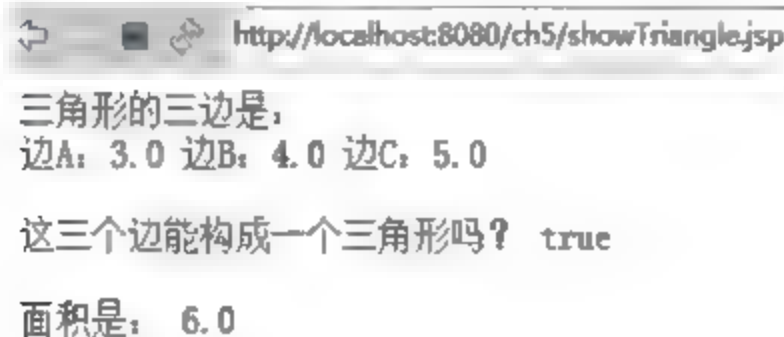 http://localhost:8080/ch5/showTriangle.jsp
三角形的三边是:
边A: 3.0 边B: 4.0 边C: 5.0
这三个边能构成一个三角形吗? true
面积是: 6.0